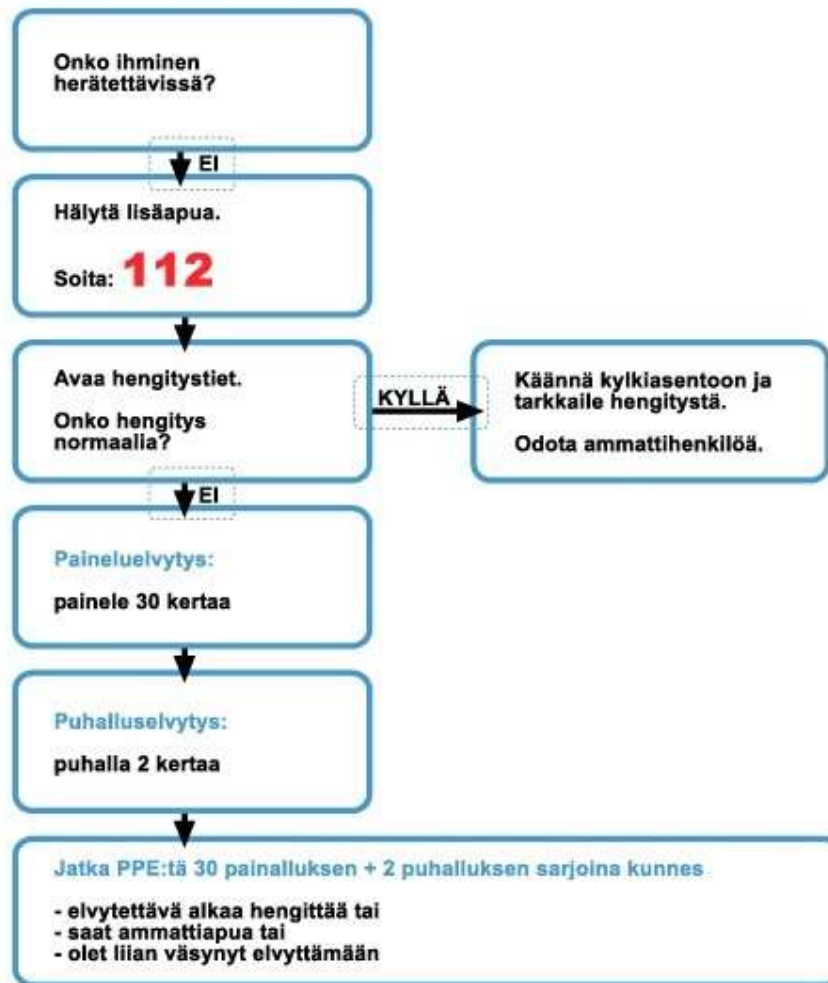 Onko ihminen
herätettävissä?
EI
Hälytä lisäapua.
Soita: 112
Avaa hengitystiet.
Onko hengitys
normaalia?
KYLLÄ
Käännä kylkiasentoon ja
tarkkaile hengitystä.
Odota ammattihenkilöä.
EI
Paineluelvytys:
painele 30 kertaa
Puhalluselvytys:
puhalla 2 kertaa
Jatka PPE:tä 30 painalluksen + 2 puhalluksen sarjoina kunnes
- elvytettävä alkaa hengittää tai
- saat ammattiapua tai
- olet liian väsynyt elvyttämään